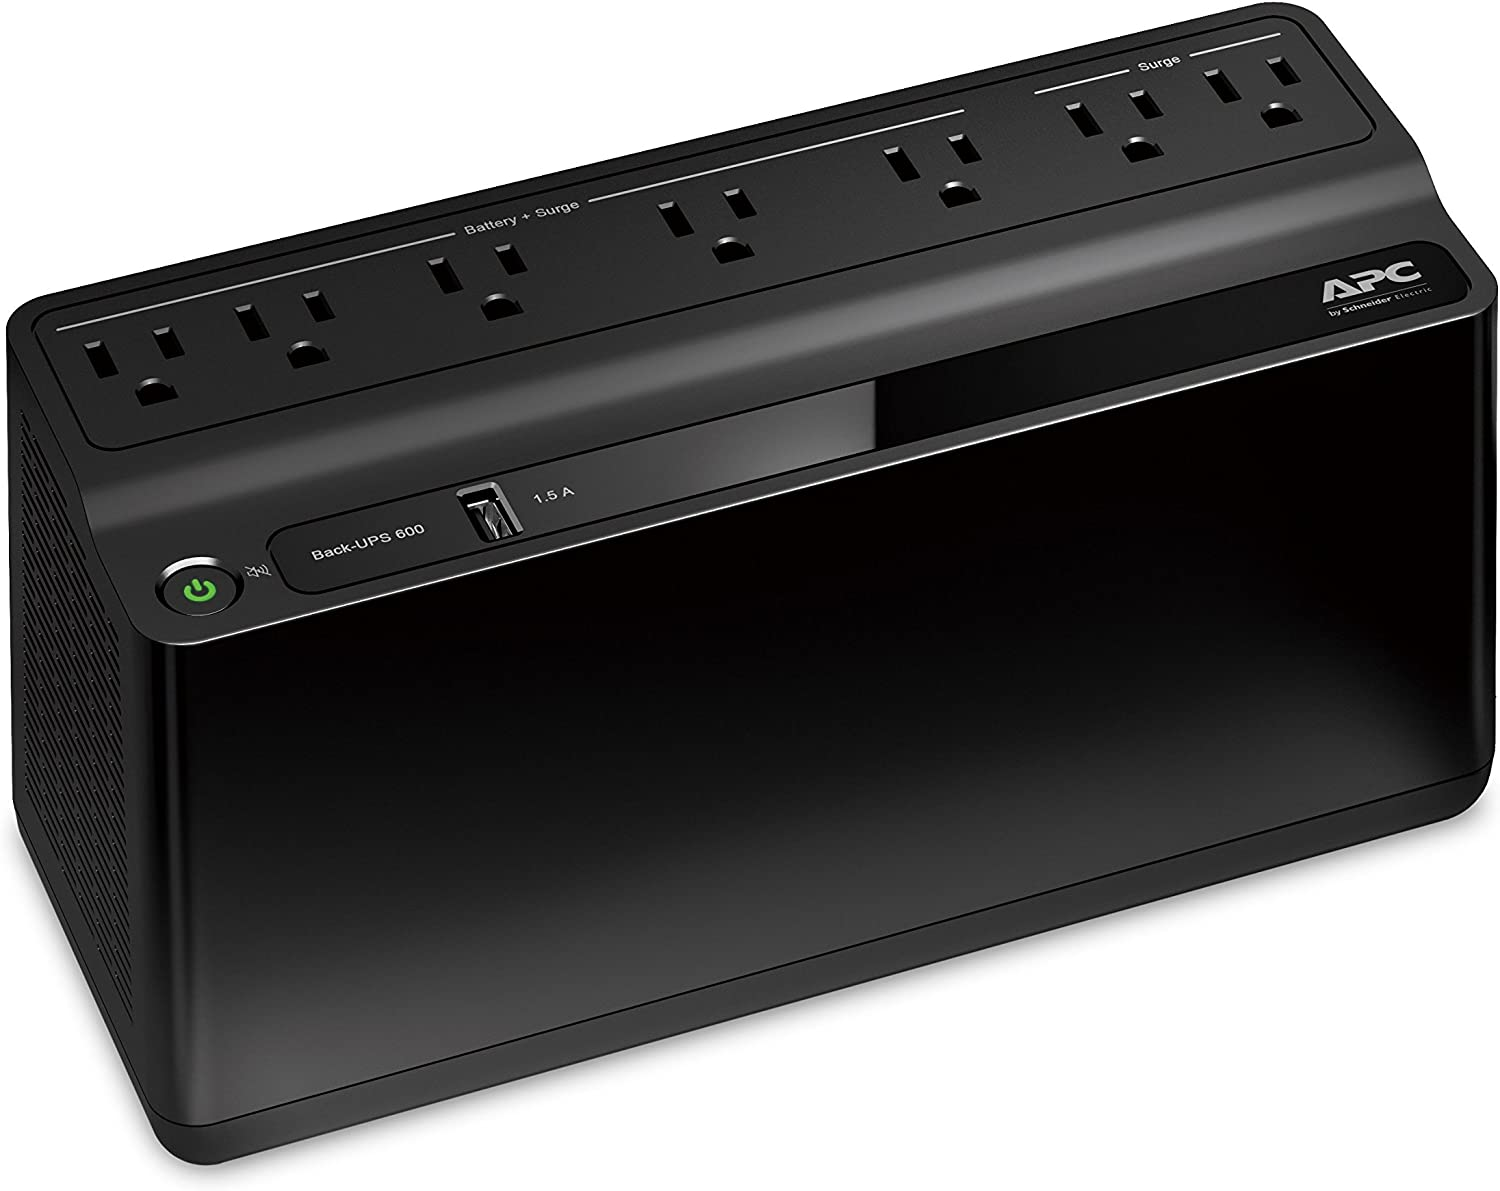 Surge
Battery + Surge
APC
by Schneider Electric
1.5 A
Back-UPS 600